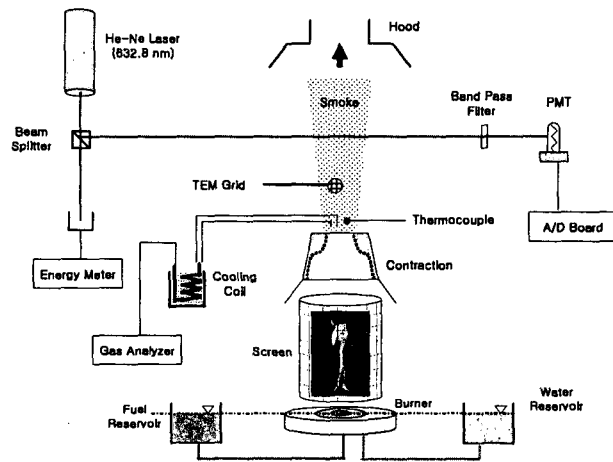 Hood
He-Ne Laser
(632.8 nm)
Smoke
Band Pass
Filter
PMT
Beam
Splitter
TEM Grid
Thermocouple
A/D Board
Energy Meter
Cooling
Coil
Contraction
Gas Analyzer
Screen
Burner
Fuel
Reservoir
Water
Reservoir